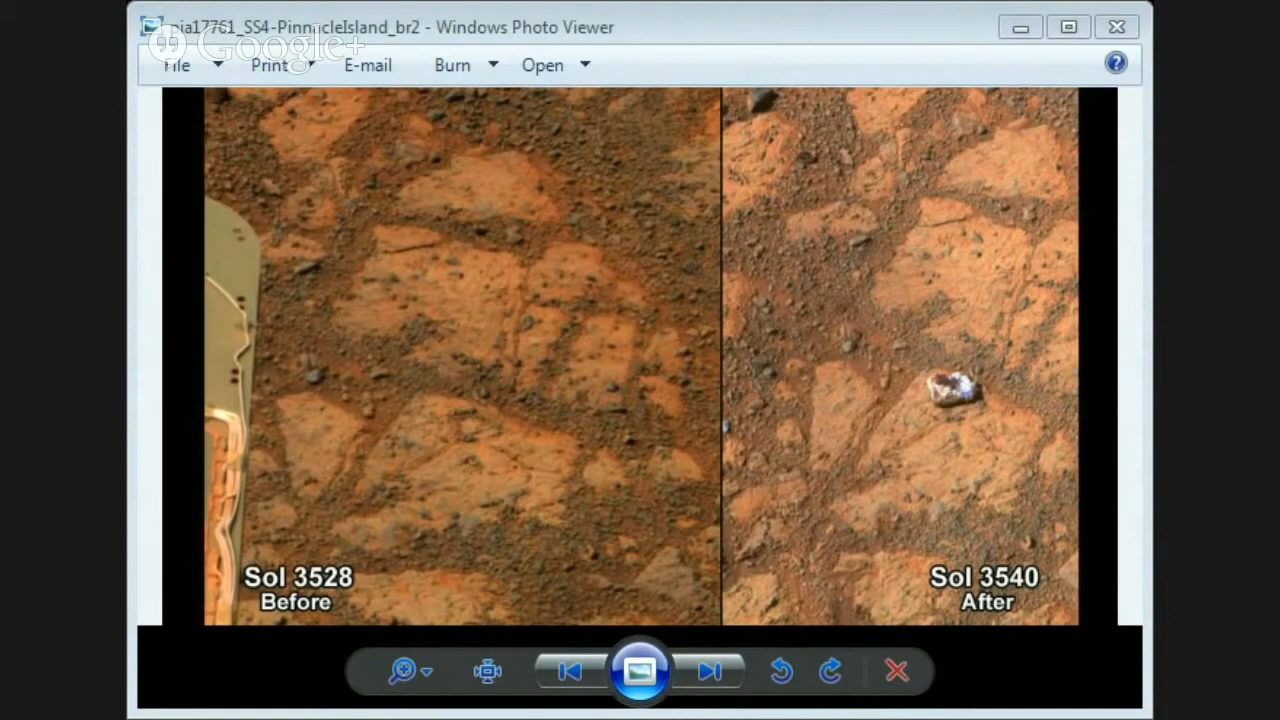 pia17761_SS4-PinnacleIsland_br2 - Windows Photo Viewer
Google+
File Print E-mail Burn Open
Sol 3528
Before
Sol 3540
After